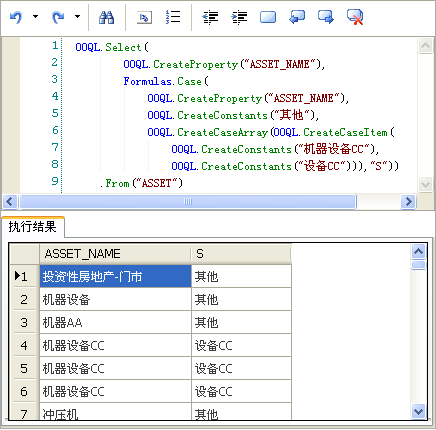 1 OOQL.Select(
2 OOQL.CreateProperty("ASSET_NAME"),
3 Formulas.Case(
4 OOQL.CreateProperty("ASSET_NAME"),
5 OOQL.CreateConstants("其他"),
6 OOQL.CreateCaseArray(OOQL.CreateCaseItem(
7 OOQL.CreateConstants("机器设备CC"),
8 OOQL.CreateConstants("设备CC"))),"S"))
9 .From("ASSET")
执行结果
ASSET_NAME S
1 投资性房地产-门市 其他
2 机器设备 其他
3 机器AA 其他
4 机器设备CC 设备CC
5 机器设备CC 设备CC
6 机器设备CC 设备CC
7 冲压机 其他